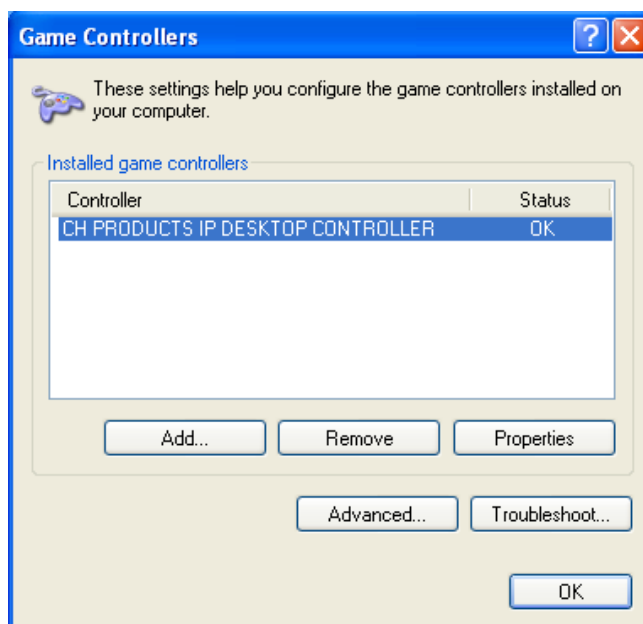 Game Controllers
These settings help you configure the game controllers installed on
your computer.
Installed game controllers
Controller Status
CH PRODUCTS IP DESKTOP CONTROLLER OK
Add... Remove Properties
Advanced... Troubleshoot...
OK